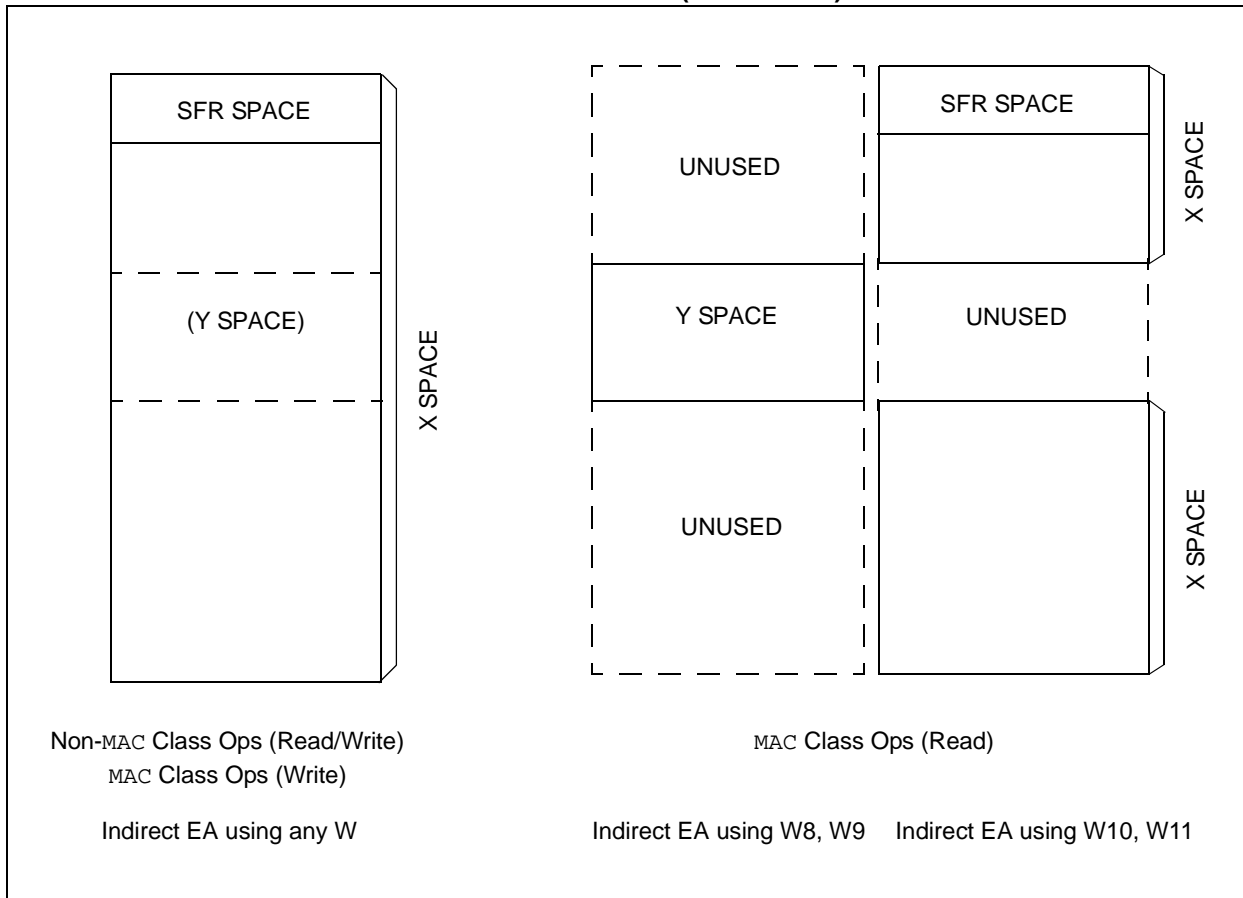 SFR SPACE
(Y SPACE)
X SPACE
Non-MAC Class Ops (Read/Write)
MAC Class Ops (Write)
Indirect EA using any W
UNUSED
Y SPACE
UNUSED
SFR SPACE
X SPACE
UNUSED
X SPACE
MAC Class Ops (Read)
Indirect EA using W8, W9
Indirect EA using W10, W11